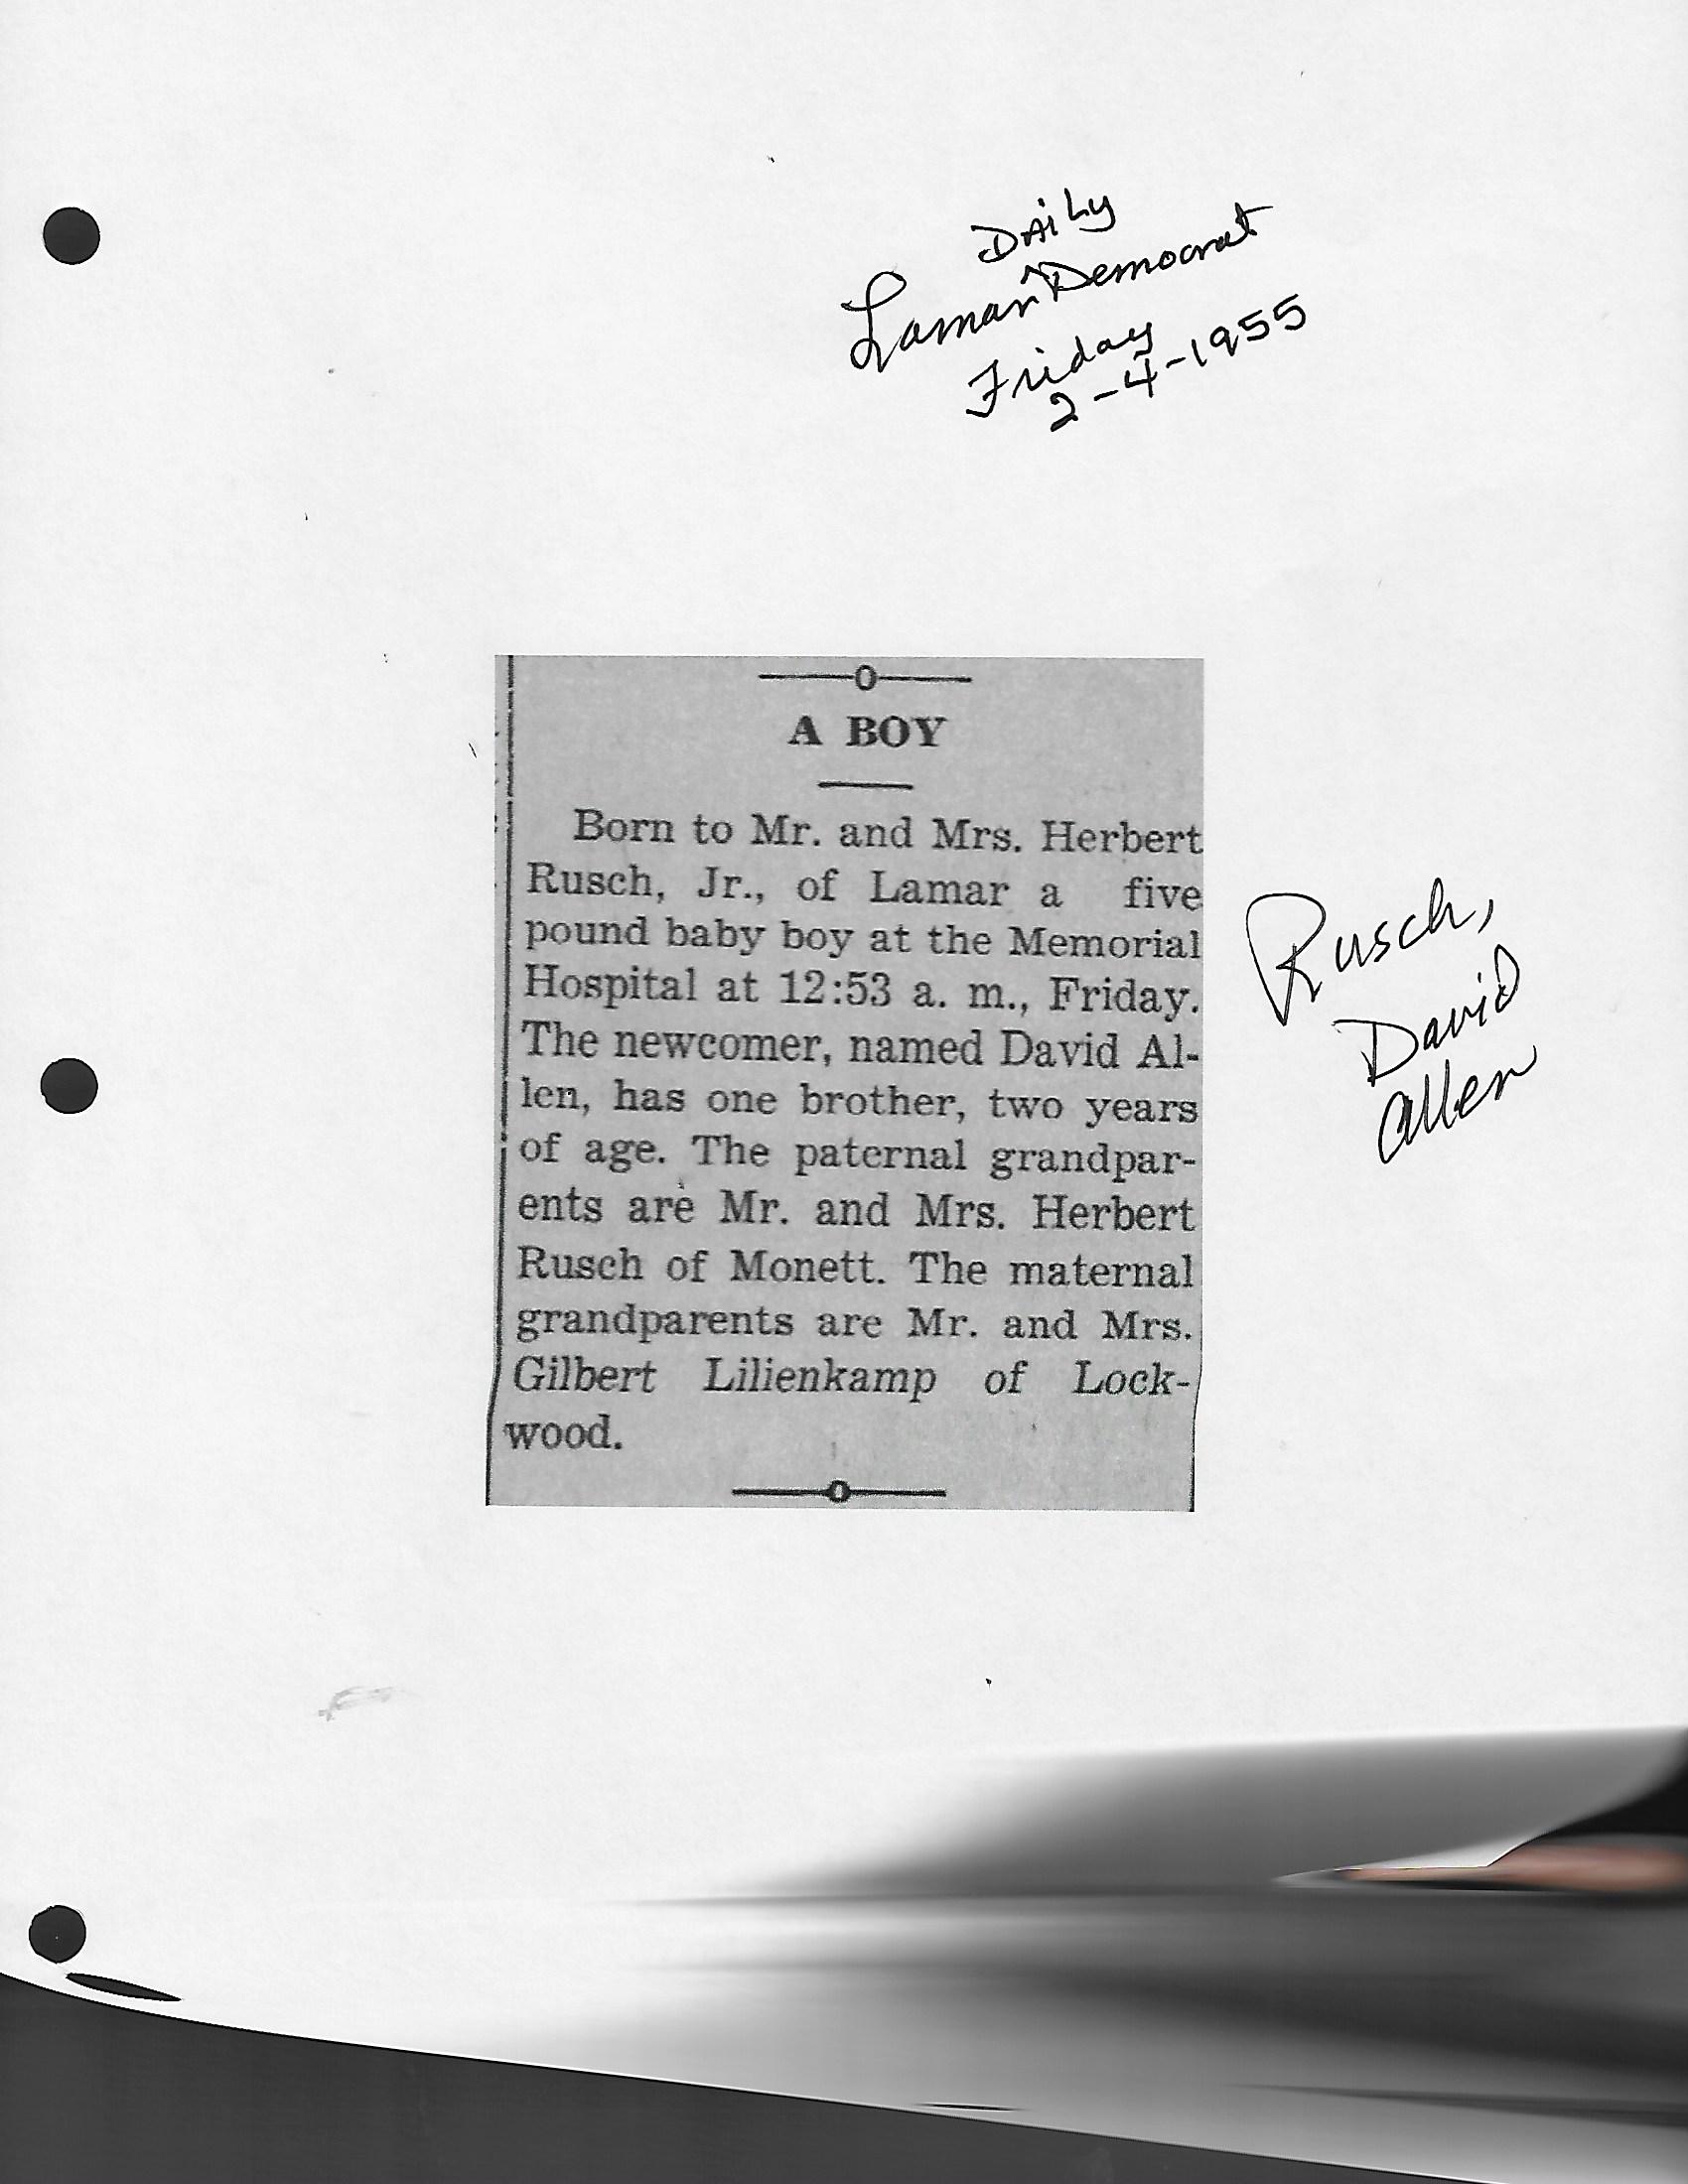 DAiLy
Lamar ^ Democrat
Friday
2-4-1955
A BOY
Born to Mr. and Mrs. Herbert
Rusch, Jr., of Lamar a five
pound baby boy at the Memorial
Hospital at 12:53 a. m., Friday.
The newcomer, named David Al-
len, has one brother, two years
of age. The paternal grandpar-
ents are Mr. and Mrs. Herbert
Rusch of Monett. The maternal
grandparents are Mr. and Mrs.
Gilbert Lilienkamp of Lock-
wood.
Rusch,
David
Allen